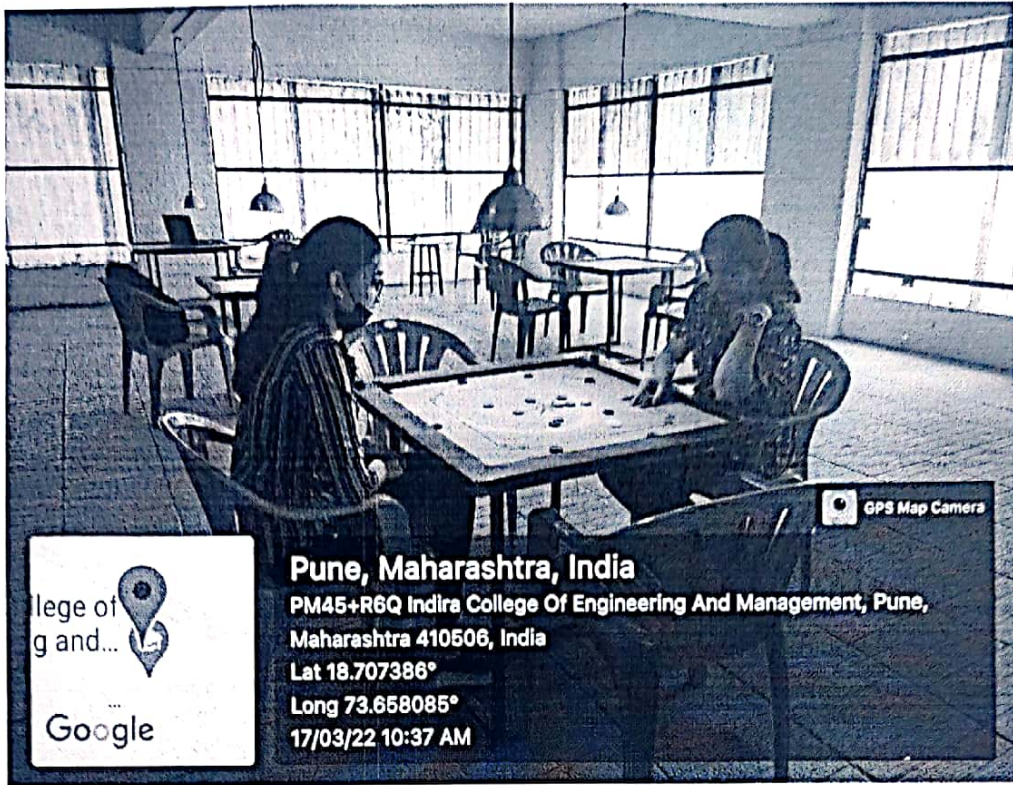 GPS Map Camera
Pune, Maharashtra, India
PM45+R6Q Indira College Of Engineering And Management, Pune,
Maharashtra 410506, India
Lat 18.707386°
Long 73.658085°
17/03/22 10:37 AM
llege of
g and...
Google